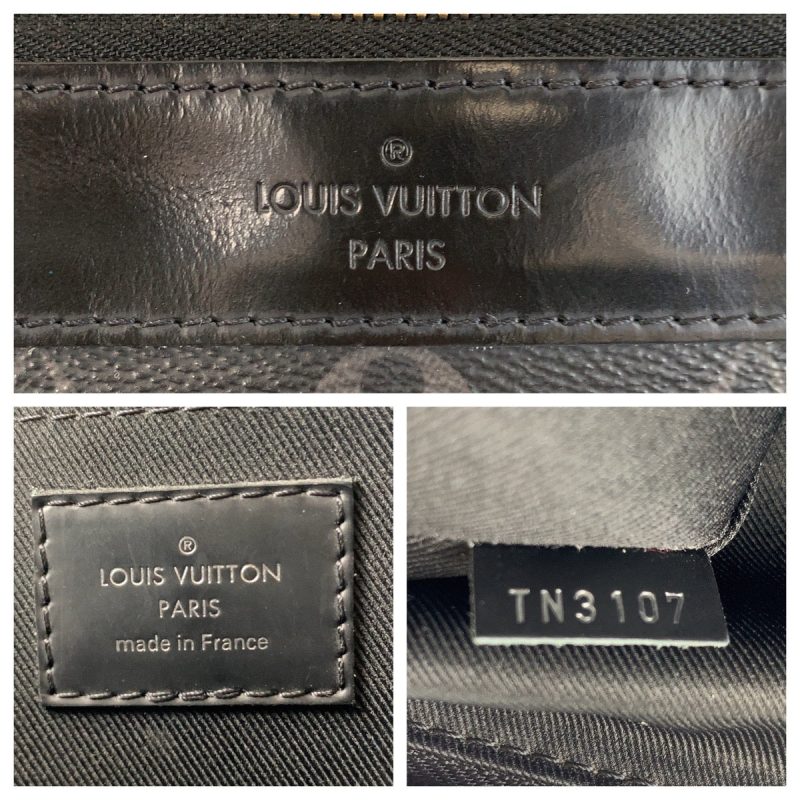 ®
LOUIS VUITTON
PARIS
®
LOUIS VUITTON
PARIS
made in France
TN3107